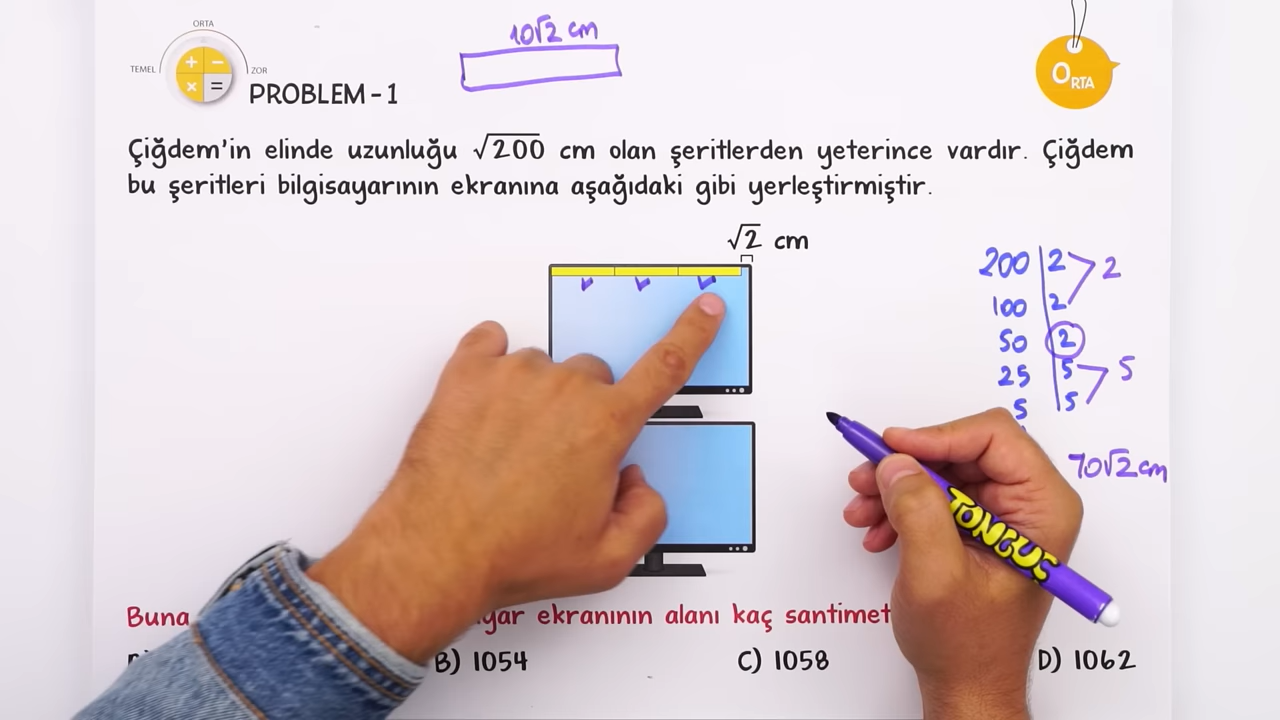 ORTA
TEMEL
ZOR
+ -
× =
PROBLEM - 1
10√2 cm
ORTA
Çiğdem'in elinde uzunluğu √200 cm olan şeritlerden yeterince vardır. Çiğdem
bu şeritleri bilgisayarının ekranına aşağıdaki gibi yerleştirmiştir.
√2 cm
200 2 2
100 2
50 2
25 5 5
5 5
70√2 cm
TONGUÇ
Buna ekranının alanı kaç
B) 1054
C) 1058
D) 1062